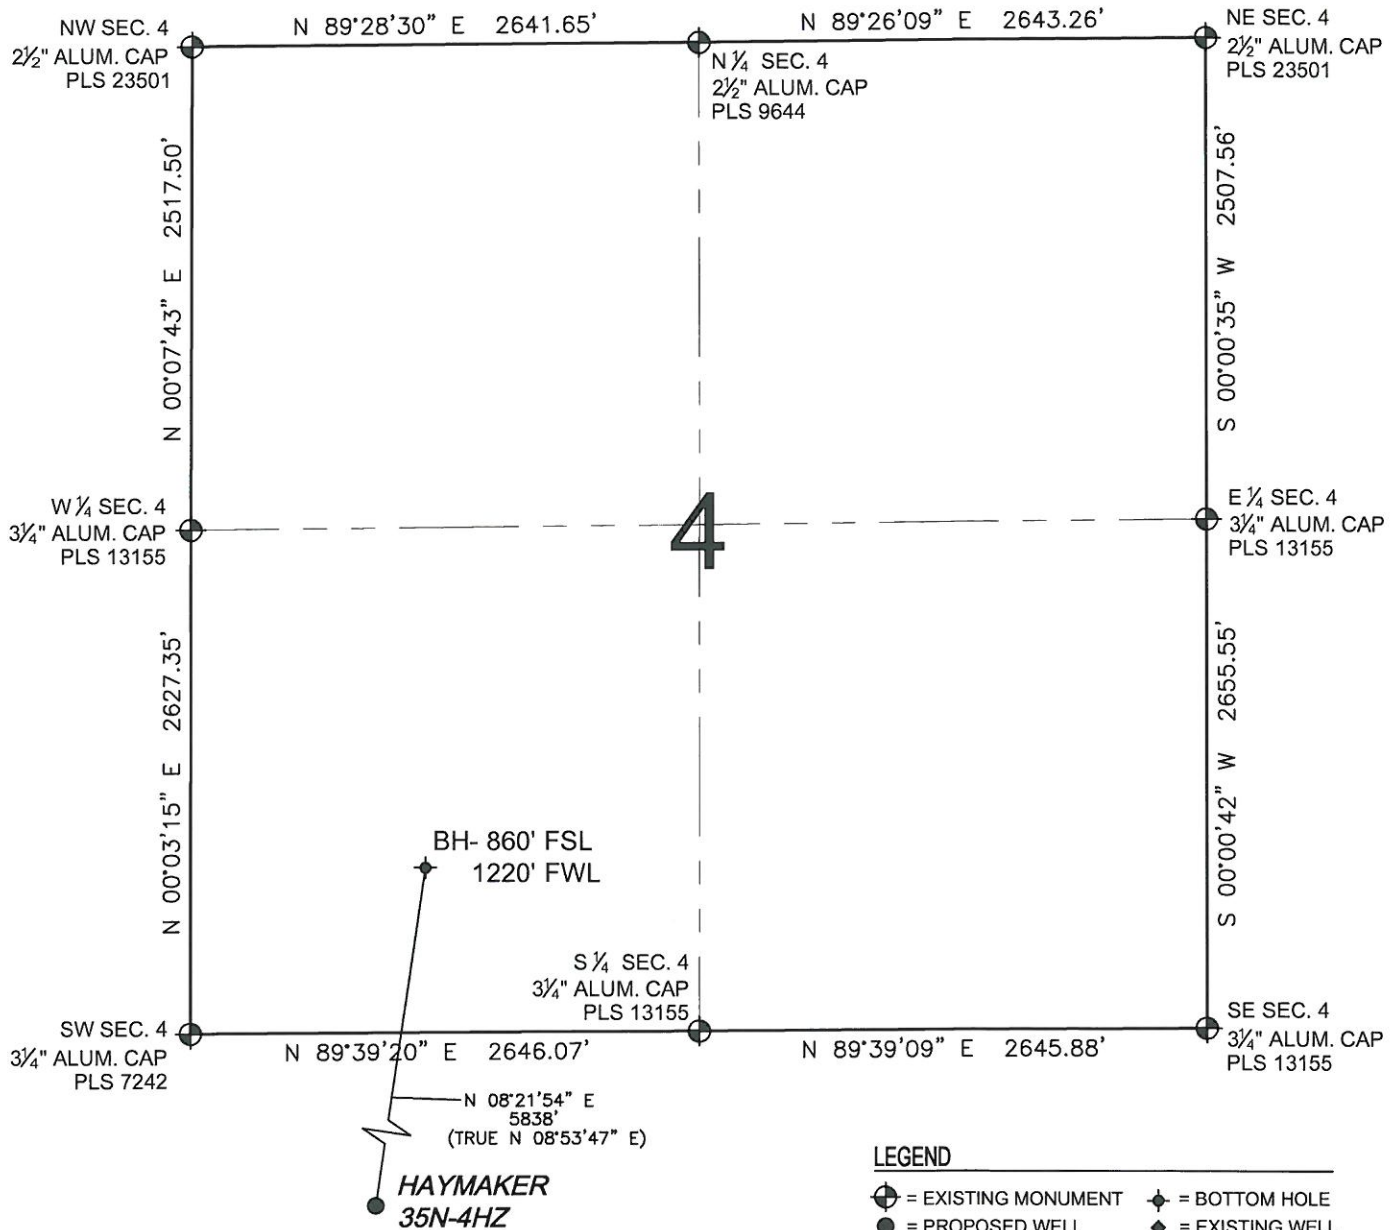 NW SEC. 4
2½" ALUM. CAP
PLS 23501
N 89°28'30" E 2641.65'
N 89°26'09" E 2643.26'
NE SEC. 4
2½" ALUM. CAP
PLS 23501
N ¼ SEC. 4
2½" ALUM. CAP
PLS 9644
N 00°07'43" E 2517.50'
S 00°00'35" W 2507.56'
W ¼ SEC. 4
3¼" ALUM. CAP
PLS 13155
4
E ¼ SEC. 4
3¼" ALUM. CAP
PLS 13155
N 00°03'15" E 2627.35'
S 00°00'42" W 2655.55'
BH- 860' FSL
1220' FWL
S ¼ SEC. 4
3¼" ALUM. CAP
PLS 13155
SW SEC. 4
3¼" ALUM. CAP
PLS 7242
N 89°39'20" E 2646.07'
N 89°39'09" E 2645.88'
SE SEC. 4
3¼" ALUM. CAP
PLS 13155
N 08°21'54" E
5838'
(TRUE N 08°53'47" E)
HAYMAKER
35N-4HZ
LEGEND
= EXISTING MONUMENT
= BOTTOM HOLE
= PROPOSED WELL
= EXISTING WELL